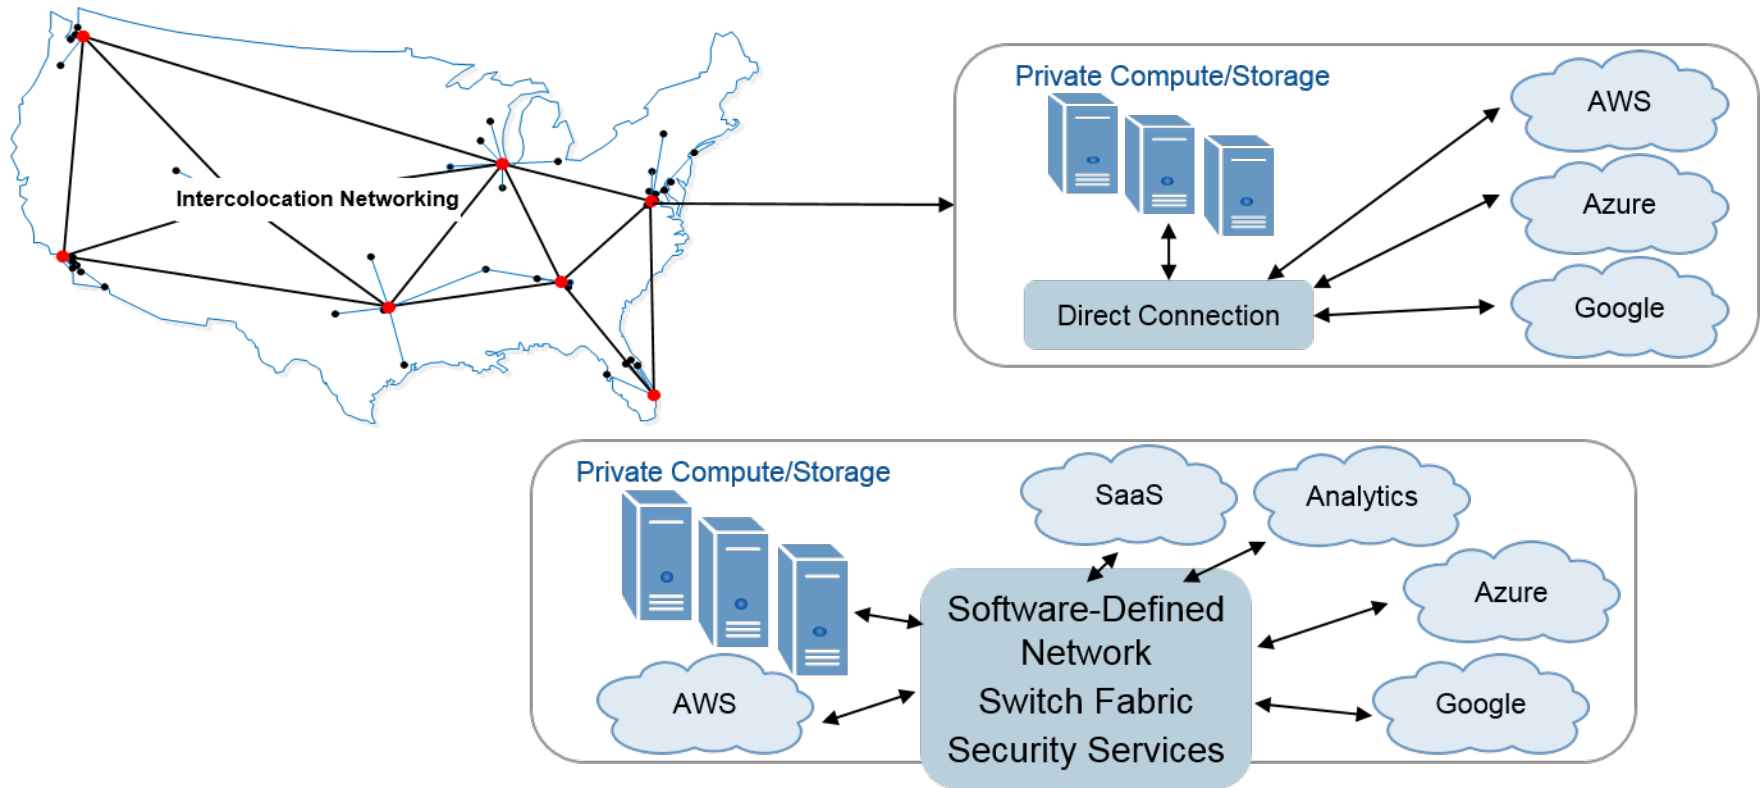 Intercolocation Networking
Private Compute/Storage
AWS
Azure
Direct Connection
Google
Private Compute/Storage
SaaS
Analytics
Azure
Software-Defined
Network
AWS
Switch Fabric
Google
Security Services